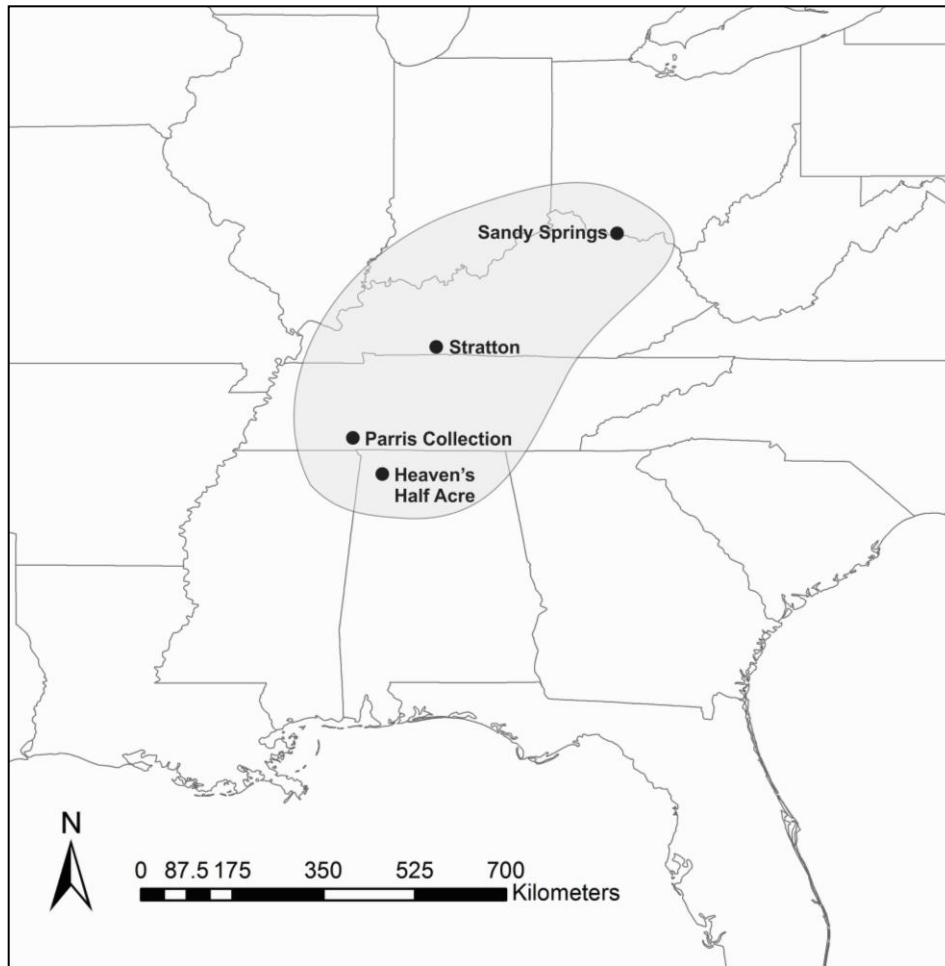 Sandy Springs
Stratton
Parris Collection
Heaven's
Half Acre
N
0 87.5 175 350 525 700
Kilometers